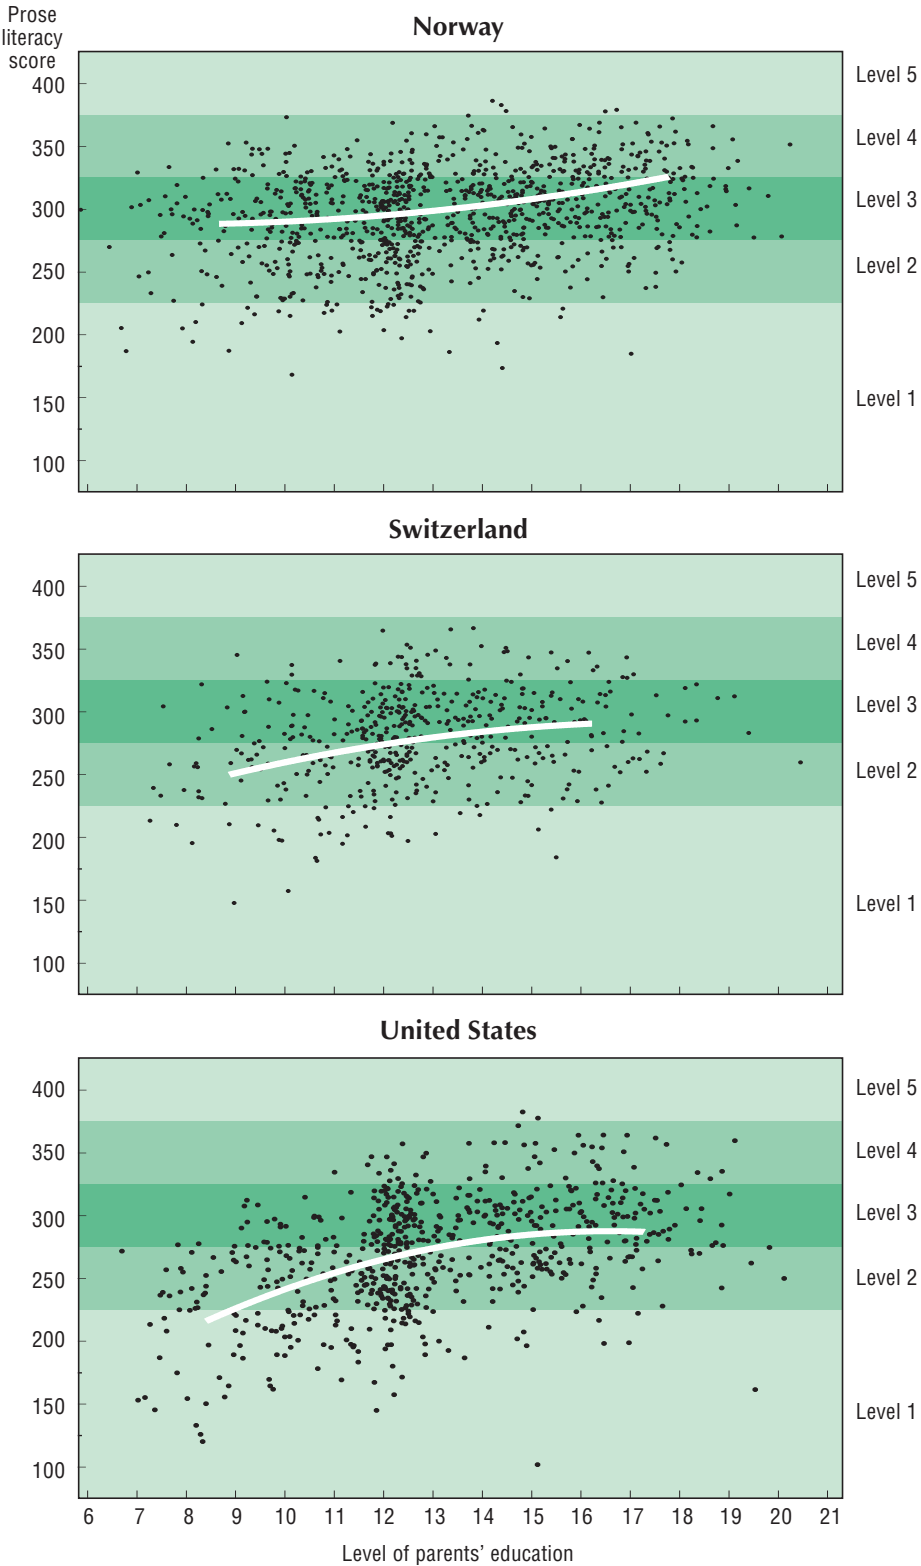 Prose
literacy
score
Norway
400
350
300
250
200
150
100
Level 5
Level 4
Level 3
Level 2
Level 1
Switzerland
400
350
300
250
200
150
100
Level 5
Level 4
Level 3
Level 2
Level 1
United States
400
350
300
250
200
150
100
Level 5
Level 4
Level 3
Level 2
Level 1
6 7 8 9 10 11 12 13 14 15 16 17 18 19 20 21
Level of parents’ education